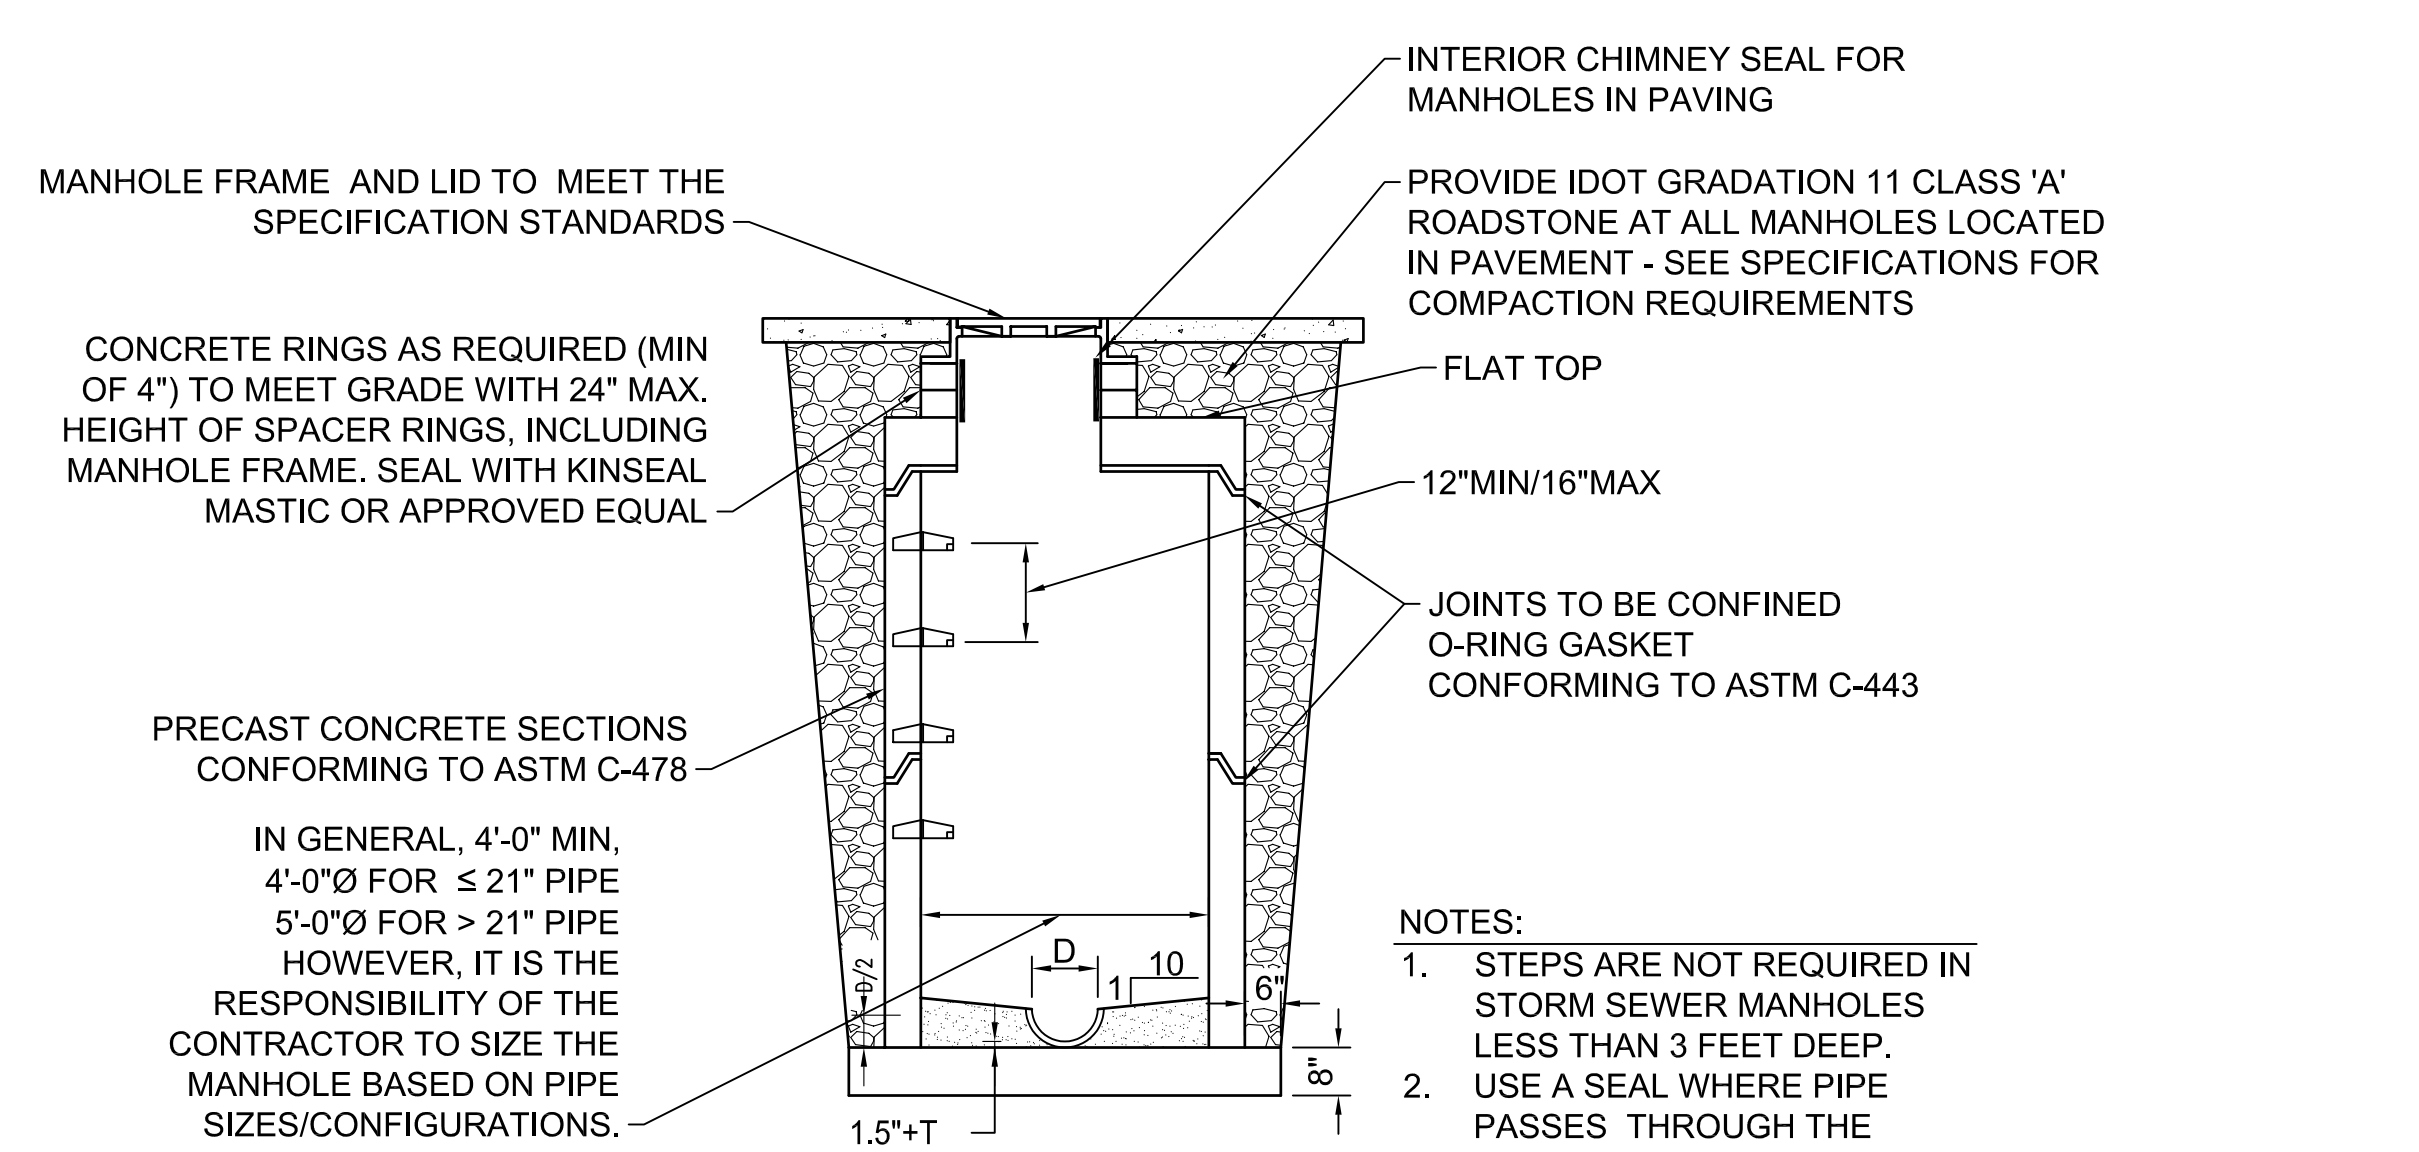 INTERIOR CHIMNEY SEAL FOR
MANHOLES IN PAVING
MANHOLE FRAME AND LID TO MEET THE
SPECIFICATION STANDARDS
PROVIDE IDOT GRADATION 11 CLASS 'A'
ROADSTONE AT ALL MANHOLES LOCATED
IN PAVEMENT - SEE SPECIFICATIONS FOR
COMPACTION REQUIREMENTS
CONCRETE RINGS AS REQUIRED (MIN
OF 4") TO MEET GRADE WITH 24" MAX.
HEIGHT OF SPACER RINGS, INCLUDING
MANHOLE FRAME. SEAL WITH KINSEAL
MASTIC OR APPROVED EQUAL
FLAT TOP
12"MIN/16"MAX
JOINTS TO BE CONFINED
O-RING GASKET
CONFORMING TO ASTM C-443
PRECAST CONCRETE SECTIONS
CONFORMING TO ASTM C-478
IN GENERAL, 4'-0" MIN,
4'-0"Ø FOR ≤ 21" PIPE
5'-0"Ø FOR > 21" PIPE
HOWEVER, IT IS THE
RESPONSIBILITY OF THE
CONTRACTOR TO SIZE THE
MANHOLE BASED ON PIPE
SIZES/CONFIGURATIONS.
D/2
D
1
10
6"
8"
1.5"+T
NOTES:
1. STEPS ARE NOT REQUIRED IN
STORM SEWER MANHOLES
LESS THAN 3 FEET DEEP.
2. USE A SEAL WHERE PIPE
PASSES THROUGH THE